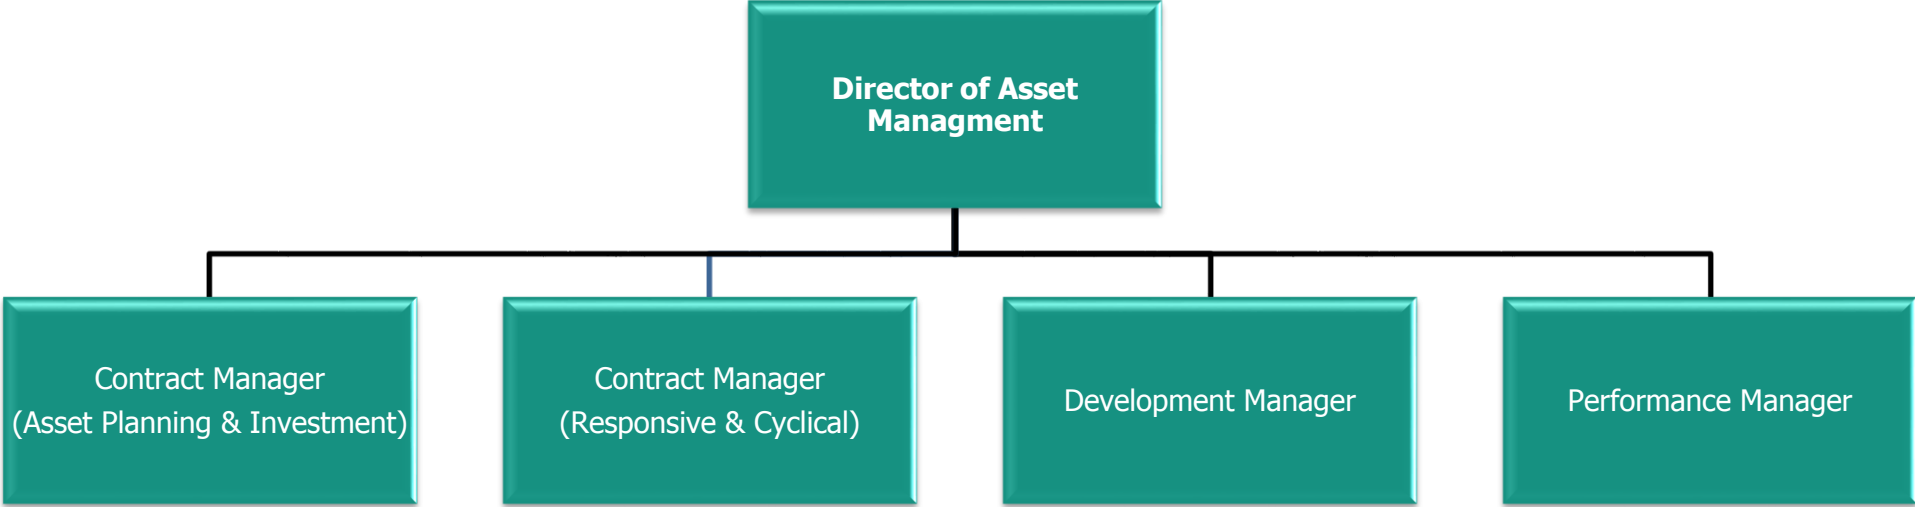 Director of Asset
Managment
Contract Manager
(Asset Planning & Investment)
Contract Manager
(Responsive & Cyclical)
Development Manager
Performance Manager